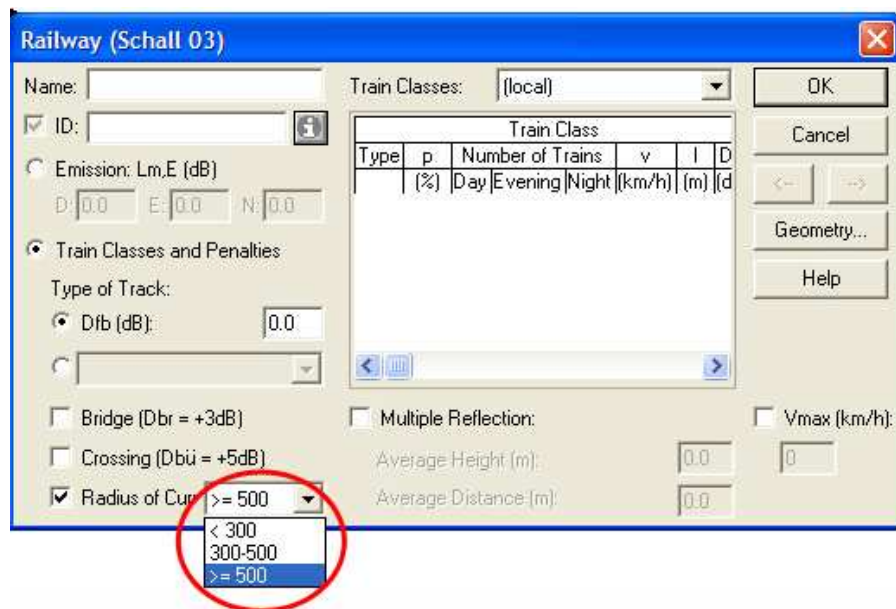 Railway (Schall 03)
Name:
Train Classes: (local)
OK
ID:
Cancel
Train Class
Type p Number of Trains v l D
(%) Day Evening Night (km/h) (m) (d
Emission: Lm,E (dB)
D: 0.0 E: 0.0 N: 0.0
<-- -->
Geometry...
Train Classes and Penalties
Help
Type of Track:
Dfb (dB): 0.0
Bridge (Dbr = +3dB)
Multiple Reflection:
Vmax (km/h):
Crossing (Dbü = +5dB)
Average Height (m): 0.0
0
Radius of Cur >= 500
Average Distance (m): 0.0
< 300
300-500
>= 500